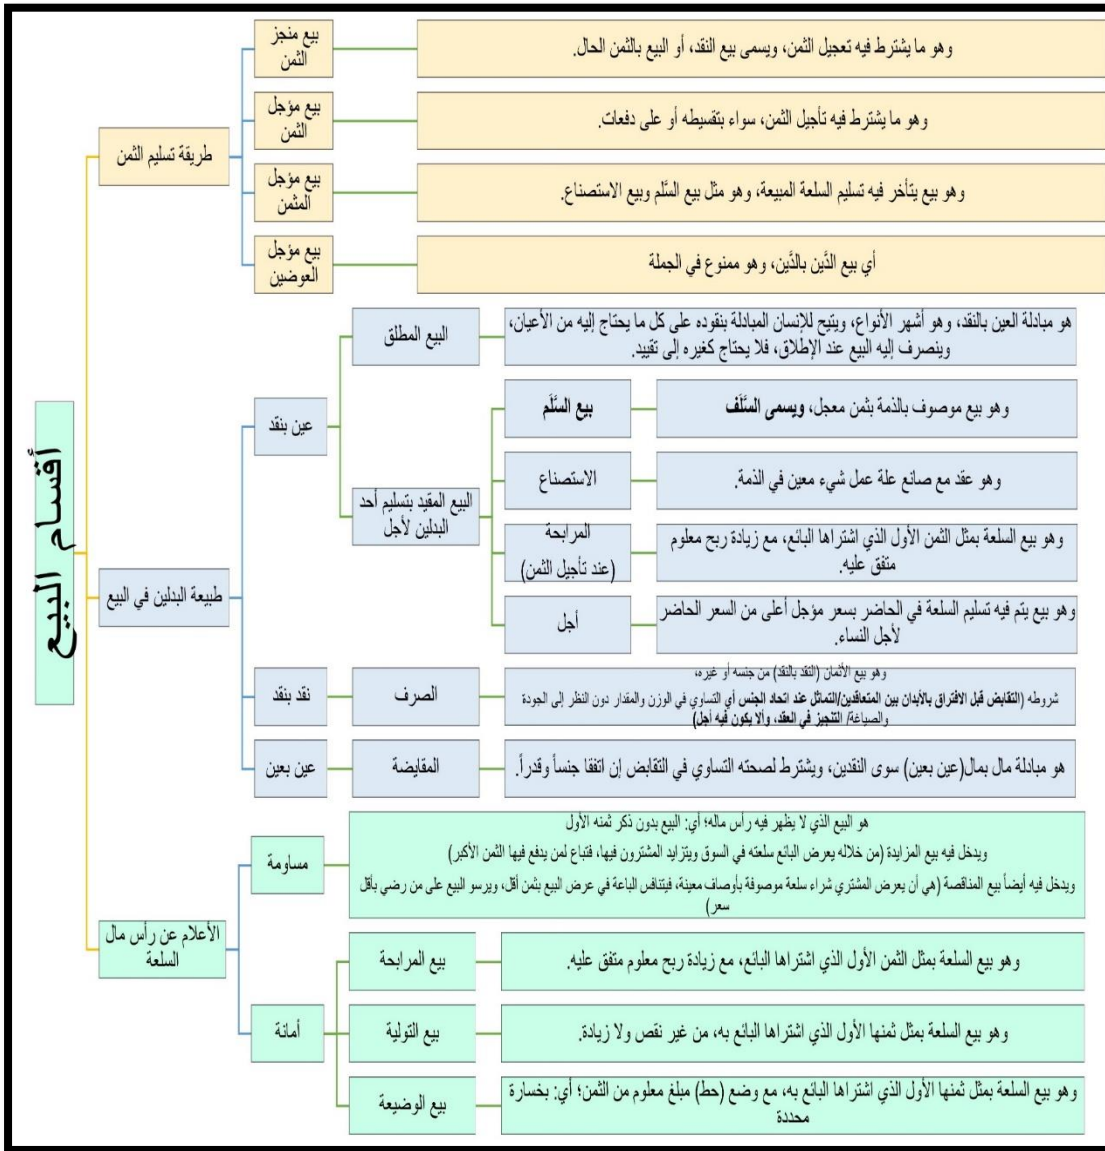 أقسام البيع
طريقة تسليم الثمن
بيع منجز
الثمن
وهو ما يشترط فيه تعجيل الثمن، ويسمى بيع النقد، أو البيع بالثمن الحال.
بيع مؤجل
الثمن
وهو ما يشترط فيه تأجيل الثمن، سواء بتقسيطه أو على دفعات.
بيع مؤجل
المثمن
وهو بيع يتأخر فيه تسليم السلعة المبيعة، وهو مثل بيع السَّلم وبيع الاستصناع.
بيع مؤجل
العوضين
أي بيع الدَّين بالدَّين، وهو ممنوع في الجملة
طبيعة البدلين في البيع
عين بنقد
البيع المطلق
هو مبادلة العين بالنقد، وهو أشهر الأنواع، ويتيح للإنسان المبادلة بنقوده على كل ما يحتاج إليه من الأعيان،
وينصرف إليه البيع عند الإطلاق، فلا يحتاج كغيره إلى تقييد.
البيع المقيد بتسليم أحد
البدلين لأجل
بيع السَّلَم
وهو بيع موصوف بالذمة بثمن معجل، ويسمى السَّلَف
الاستصناع
وهو عقد مع صانع علة عمل شيء معين في الذمة.
المرابحة
(عند تأجيل الثمن)
وهو بيع السلعة بمثل الثمن الأول الذي اشتراها البائع، مع زيادة ربح معلوم
متفق عليه.
أجل
وهو بيع يتم فيه تسليم السلعة في الحاضر بسعر مؤجل أعلى من السعر الحاضر
لأجل النساء.
نقد بنقد
الصرف
وهو بيع الأثمان (النقد بالنقد) من جنسه أو غيره،
شروطه (التقابض قبل الافتراق بالأبدان بين المتعاقدين/التماثل عند اتحاد الجنس أي التساوي في الوزن والمقدار دون النظر إلى الجودة
والصياغة/ التنجيز في العقد، وألا يكون فيه أجل)
عين بعين
المقايضة
هو مبادلة مال بمال(عين بعين) سوى النقدين، ويشترط لصحته التساوي في التقابض إن اتفقا جنساً وقدراً.
الأعلام عن رأس مال
السلعة
مساومة
هو البيع الذي لا يظهر فيه رأس ماله؛ أي: البيع بدون ذكر ثمنه الأول
ويدخل فيه بيع المزايدة (من خلاله يعرض البائع سلعته في السوق ويتزايد المشترون فيها، فتباع لمن يدفع فيها الثمن الأكبر)
ويدخل فيه أيضاً بيع المناقصة (هي أن يعرض المشتري شراء سلعة موصوفة بأوصاف معينة، فيتنافس الباعة في عرض البيع بثمن أقل، ويرسو البيع على من رضي بأقل
سعر)
أمانة
بيع المرابحة
وهو بيع السلعة بمثل الثمن الأول الذي اشتراها البائع، مع زيادة ربح معلوم متفق عليه.
بيع التولية
وهو بيع السلعة بمثل ثمنها الأول الذي اشتراها البائع به، من غير نقص ولا زيادة.
بيع الوضيعة
وهو بيع السلعة بمثل ثمنها الأول الذي اشتراها البائع به، مع وضع (حط) مبلغ معلوم من الثمن؛ أي: بخسارة
محددة